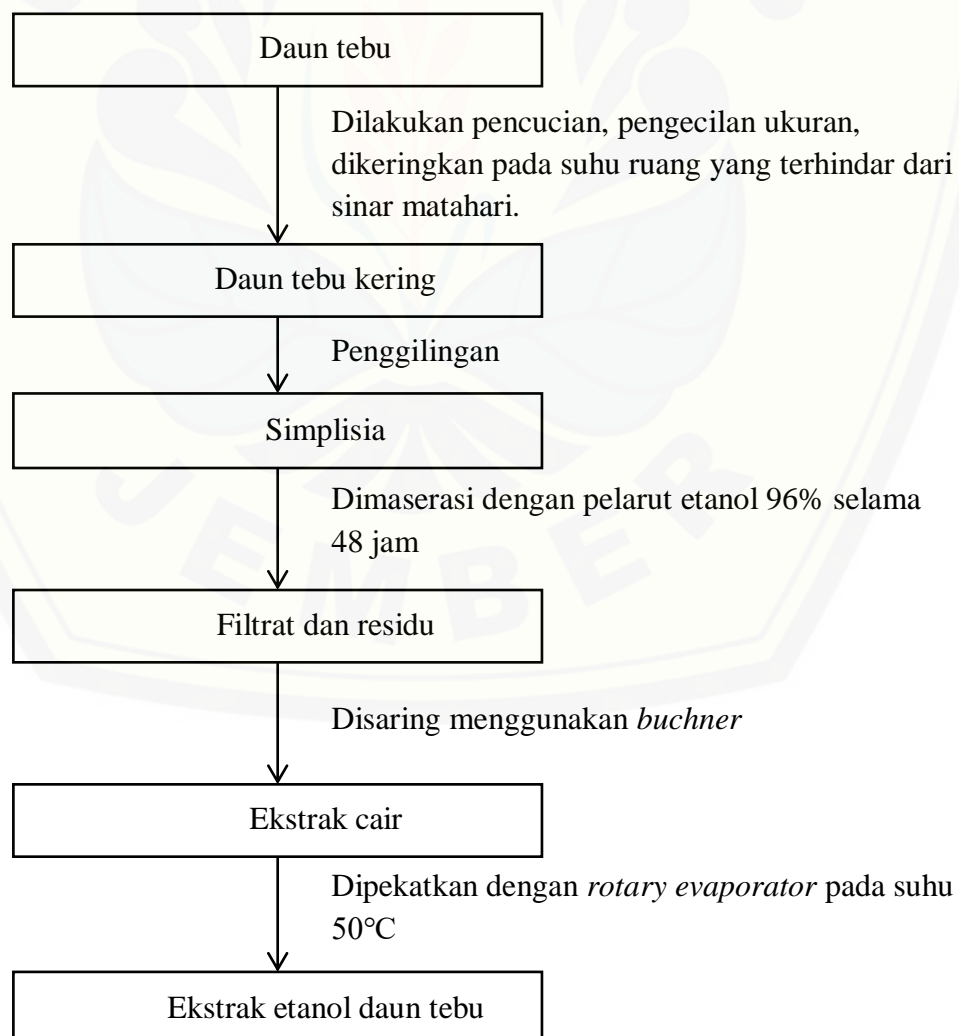 Daun tebu
Dilakukan pencucian, pengecilan ukuran,
dikeringkan pada suhu ruang yang terhindar dari
sinar matahari.
Daun tebu kering
Penggilingan
Simplisia
Dimaserasi dengan pelarut etanol 96% selama
48 jam
JEMBER
Filtrat dan residu
Disaring menggunakan buchner
Ekstrak cair
Dipekatkan dengan rotary evaporator pada suhu
50°C
Ekstrak etanol daun tebu